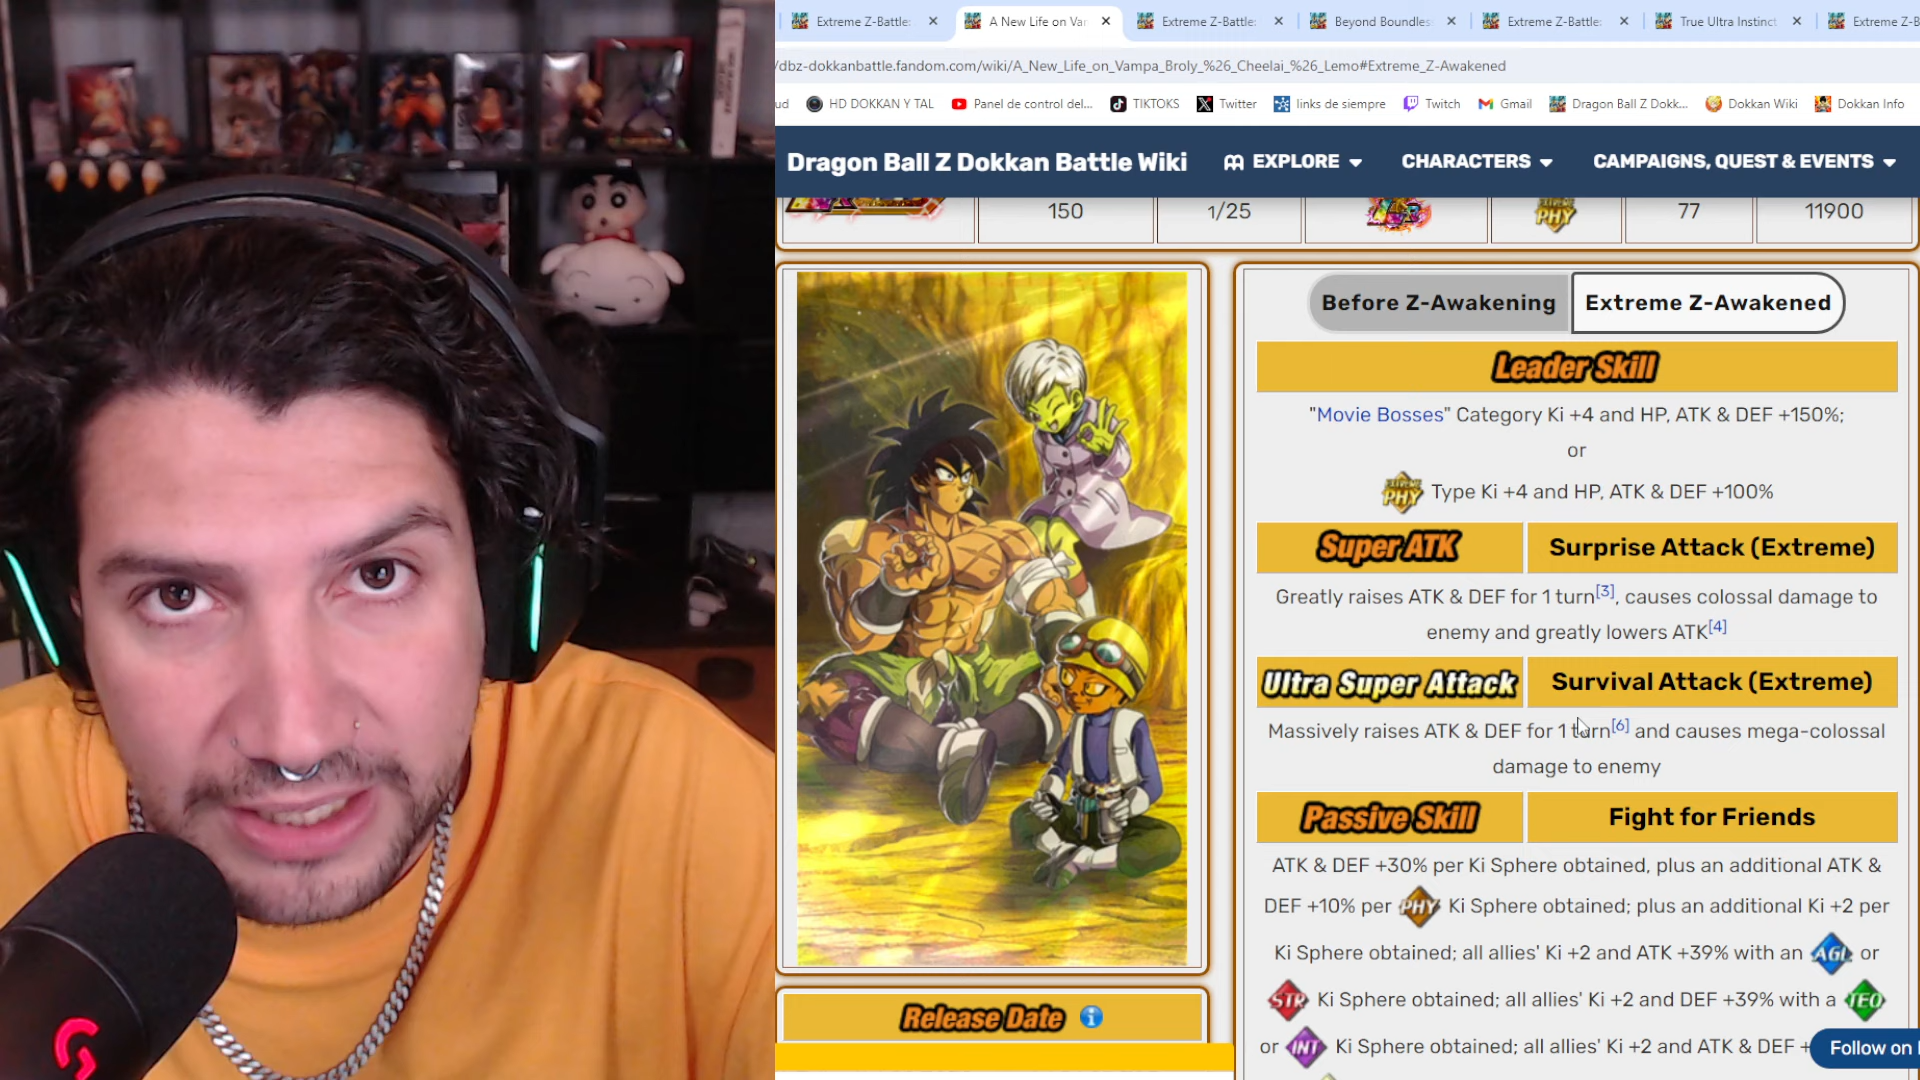 Extreme Z-Battle:
A New Life on Var
Extreme Z-Battle:
Beyond Boundles
Extreme Z-Battle:
True Ultra Instinct
Extreme Z-B
/dbz-dokkanbattle.fandom.com/wiki/A_New_Life_on_Vampa_Broly_%26_Cheelai_%26_Lemo#Extreme_Z-Awakened
ud
HD DOKKAN Y TAL
Panel de control del...
TIKTOKS
Twitter
links de siempre
Twitch
Gmail
Dragon Ball Z Dokk...
Dokkan Wiki
Dokkan Info
Dragon Ball Z Dokkan Battle Wiki
EXPLORE
CHARACTERS
CAMPAIGNS, QUEST & EVENTS
150
1/25
EXTREME PHY
77
11900
Before Z-Awakening
Extreme Z-Awakened
Leader Skill
"Movie Bosses" Category Ki +4 and HP, ATK & DEF +150%;
or
EXTREME PHY Type Ki +4 and HP, ATK & DEF +100%
Super ATK
Surprise Attack (Extreme)
Greatly raises ATK & DEF for 1 turn[3], causes colossal damage to
enemy and greatly lowers ATK[4]
Ultra Super Attack
Survival Attack (Extreme)
Massively raises ATK & DEF for 1 turn[6] and causes mega-colossal
damage to enemy
Passive Skill
Fight for Friends
ATK & DEF +30% per Ki Sphere obtained, plus an additional ATK &
DEF +10% per PHY Ki Sphere obtained; plus an additional Ki +2 per
Ki Sphere obtained; all allies' Ki +2 and ATK +39% with an AGL or
STR Ki Sphere obtained; all allies' Ki +2 and DEF +39% with a TEQ
or INT Ki Sphere obtained; all allies' Ki +2 and ATK & DEF +
Follow on
Release Date